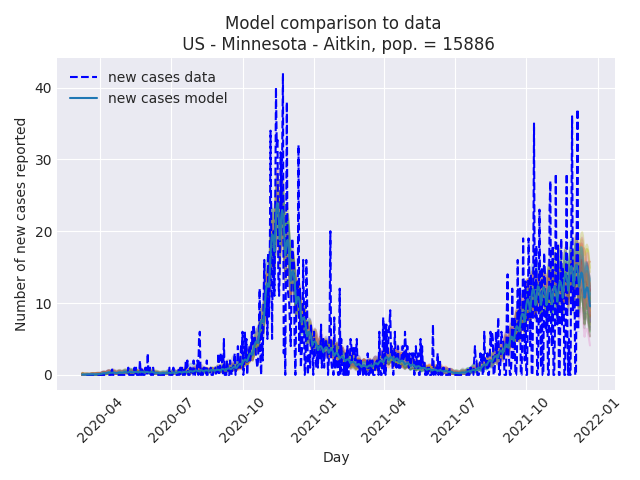 Model comparison to data
US - Minnesota - Aitkin, pop. = 15886
new cases data
new cases model
Number of new cases reported
40
30
20
10
0
2020-04
2020-07
2020-10
2021-01
2021-04
2021-07
2021-10
2022-01
Day